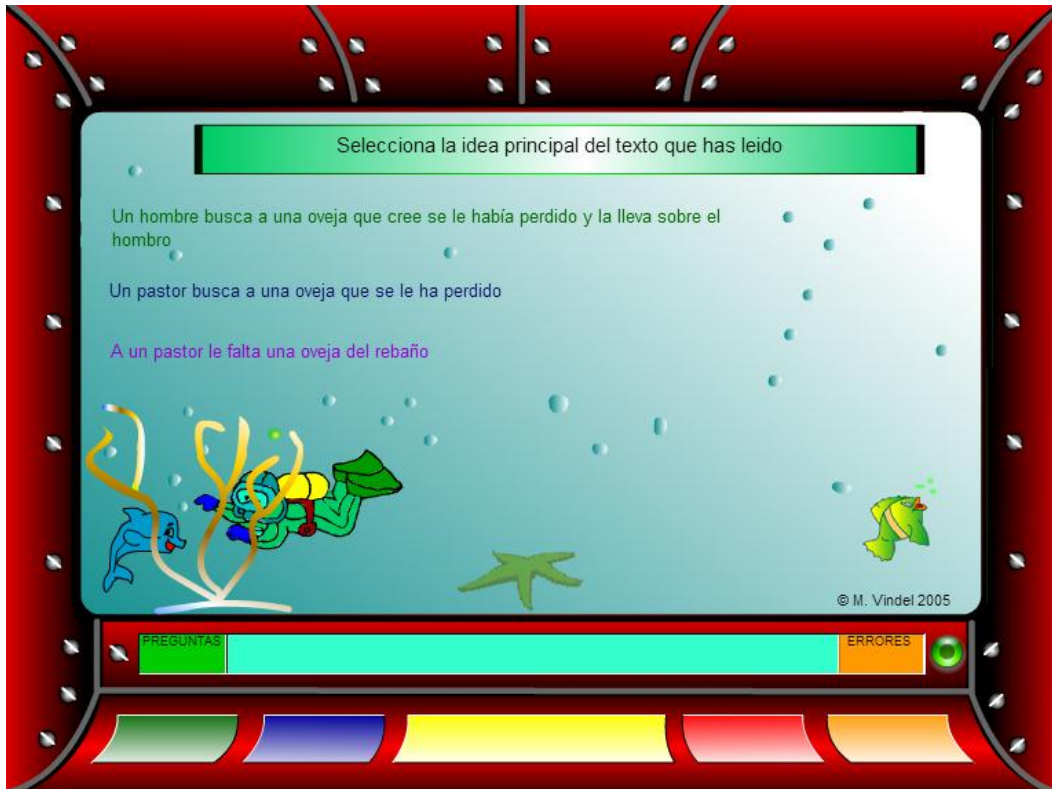 Selecciona la idea principal del texto que has leido
Un hombre busca a una oveja que cree se le había perdido y la lleva sobre el
hombro
Un pastor busca a una oveja que se le ha perdido
A un pastor le falta una oveja del rebaño
© M. Vindel 2005
PREGUNTAS
ERRORES